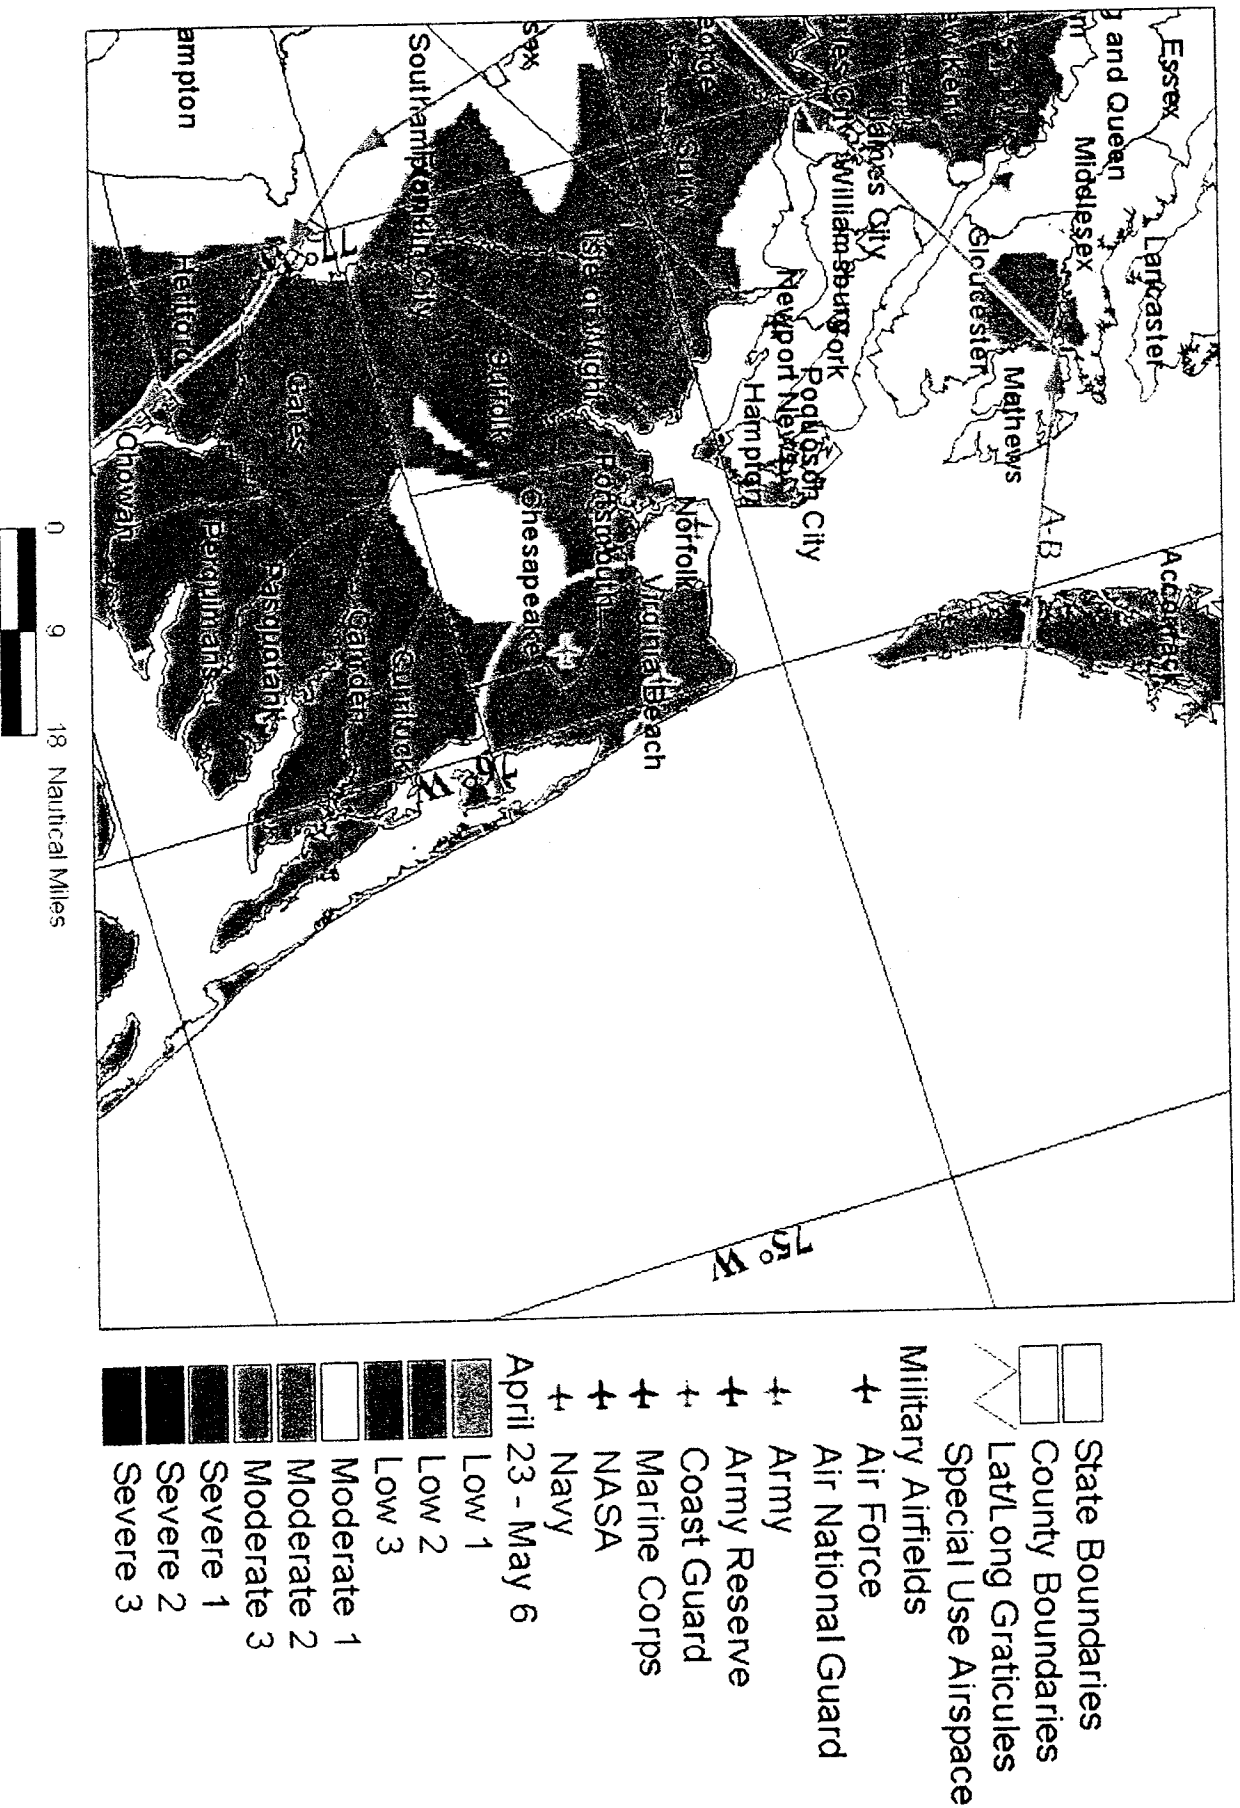 Essex
and Queen
Middlesex
Lancaster
James City
Williamsburg
York
Gloucester
Mathews
Newport News
Poquoson City
Hampton
A-B
Accomack
Surry
Isle of Wight
Southampton
Franklin City
sex
ampton
77°
Norfolk
Portsmouth
Suffolk
Chesapeake
Virginia Beach
Hertford
Gates
Chowan
Perquimans
Pasquotank
Camden
Currituck
76° W
75° W
0 9 18 Nautical Miles
State Boundaries
County Boundaries
Lat/Long Graticules
Special Use Airspace
Military Airfields
Air Force
Air National Guard
Army
Army Reserve
Coast Guard
Marine Corps
NASA
Navy
April 23 - May 6
Low 1
Low 2
Low 3
Moderate 1
Moderate 2
Moderate 3
Severe 1
Severe 2
Severe 3